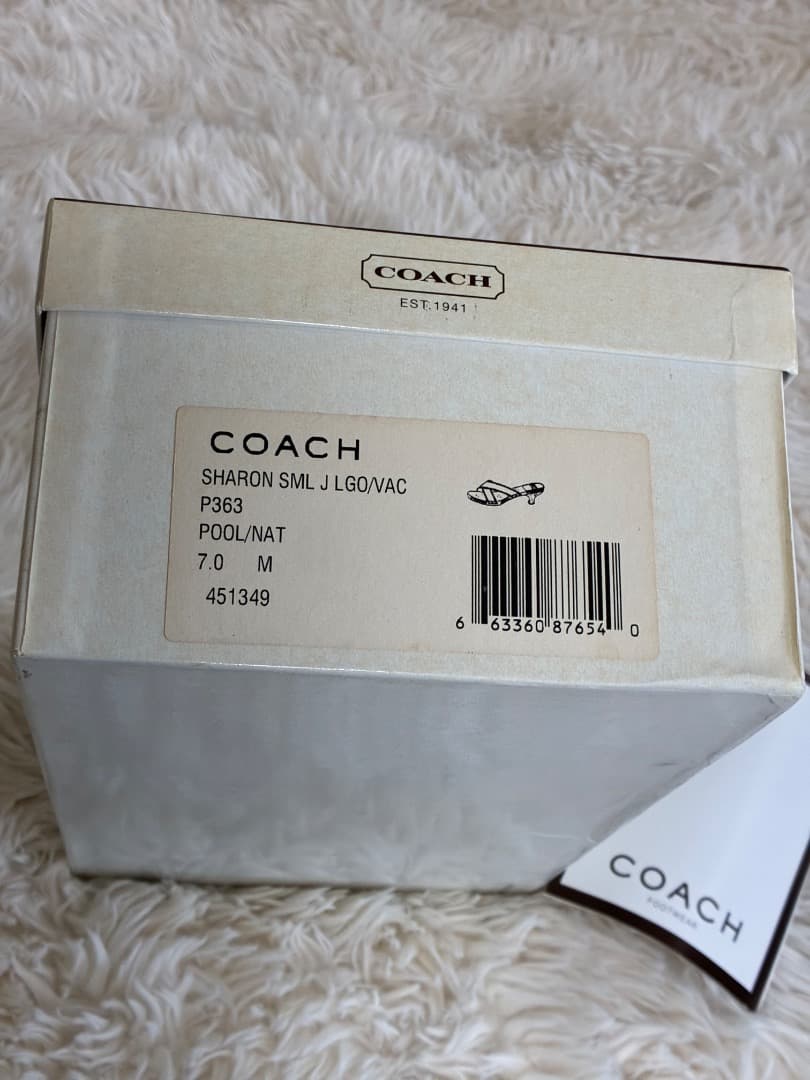 COACH
EST.1941
COACH
SHARON SML J LGO/VAC
P363
POOL/NAT
7.0 M
451349
6 63360 87654 0
COACH
FOOTWEAR